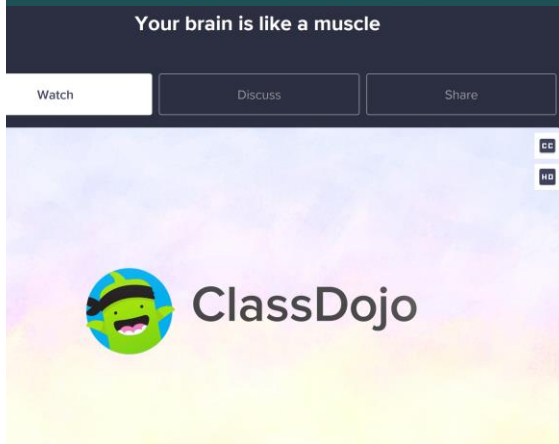 Your brain is like a muscle
Watch Discuss Share
CC
HD
ClassDojo